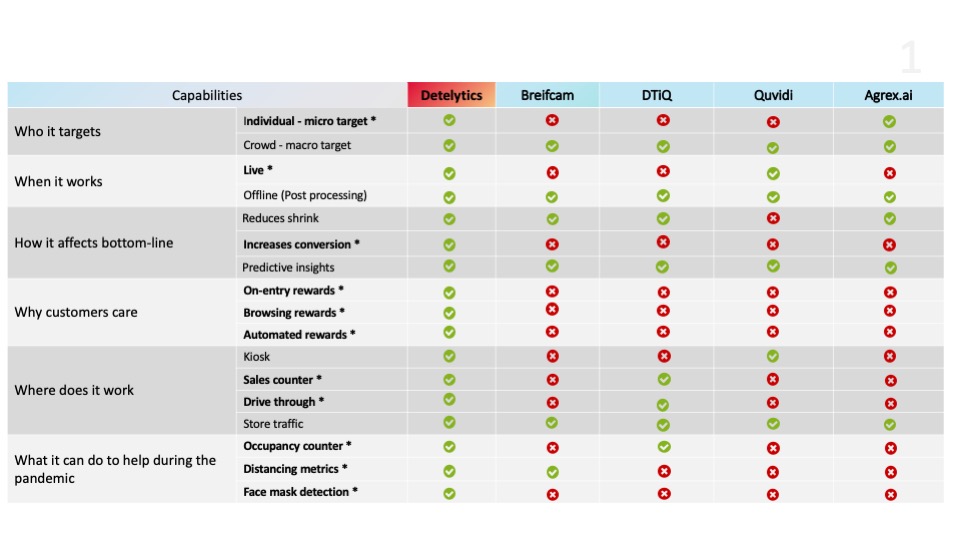 1
Capabilities Detelytics Breifcam DTiQ Quvidi Agrex.ai
Who it targets
Individual - micro target *
Crowd - macro target
When it works
Live *
Offline (Post processing)
How it affects bottom-line
Reduces shrink
Increases conversion *
Predictive insights
Why customers care
On-entry rewards *
Browsing rewards *
Automated rewards *
Where does it work
Kiosk
Sales counter *
Drive through *
Store traffic
What it can do to help during the
pandemic
Occupancy counter *
Distancing metrics *
Face mask detection *